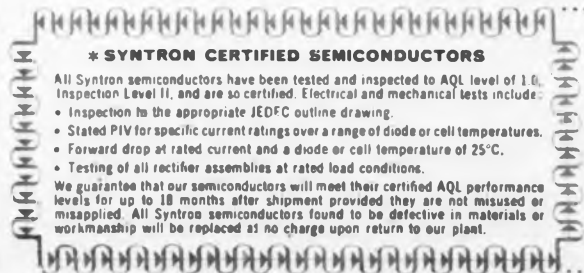 * SYNTRON CERTIFIED SEMICONDUCTORS
All Syntron semiconductors have been tested and inspected to AQL level of 1.0,
Inspection Level II, and are so certified. Electrical and mechanical tests include:
• Inspection to the appropriate JEDEC outline drawing.
• Stated PIV for specific current ratings over a range of diode or cell temperatures.
• Forward drop at rated current and a diode or cell temperature of 25°C.
• Testing of all rectifier assemblies at rated load conditions.
We guarantee that our semiconductors will meet their certified AQL performance
levels for up to 18 months after shipment provided they are not misused or
misapplied. All Syntron semiconductors found to be defective in materials or
workmanship will be replaced at no charge upon return to our plant.